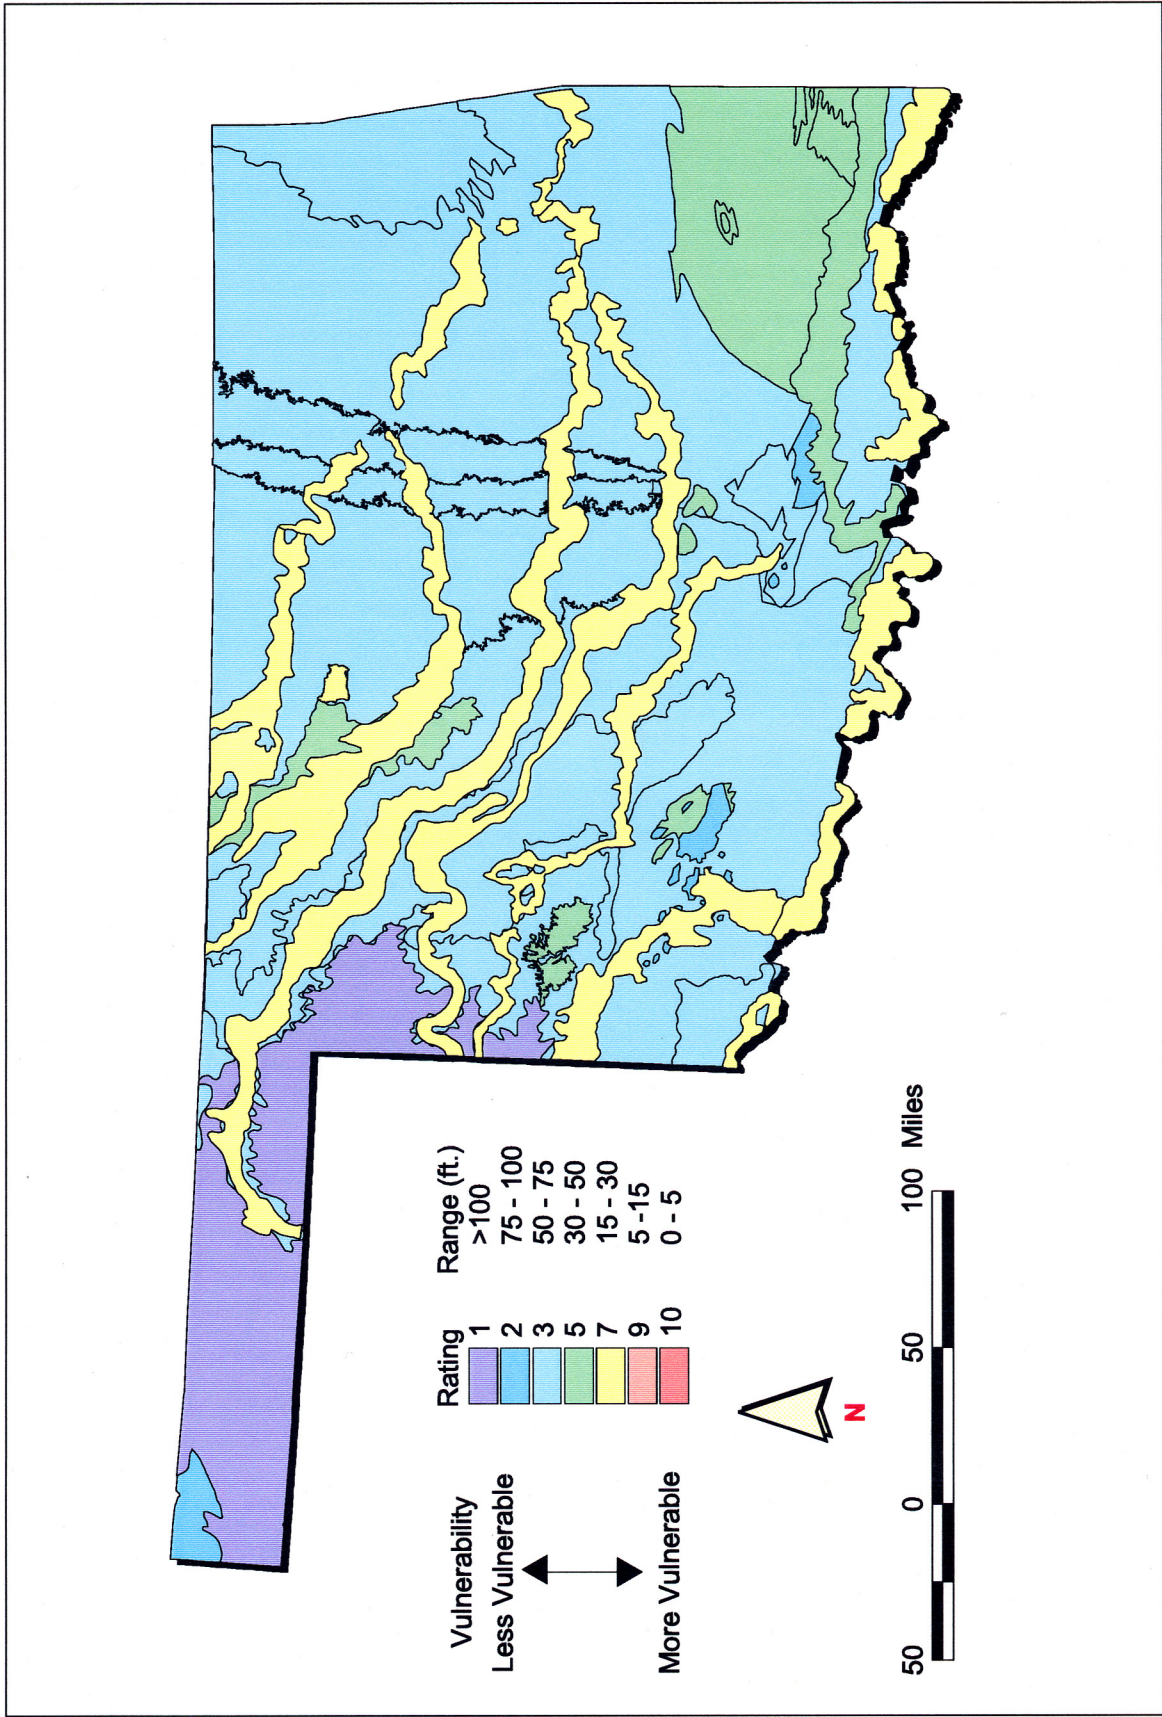 Vulnerability
Less Vulnerable
More Vulnerable
Rating Range (ft.)
1 >100
2 75 - 100
3 50 - 75
5 30 - 50
7 15 - 30
9 5 -15
10 0 - 5
N
50 0 50 100 Miles